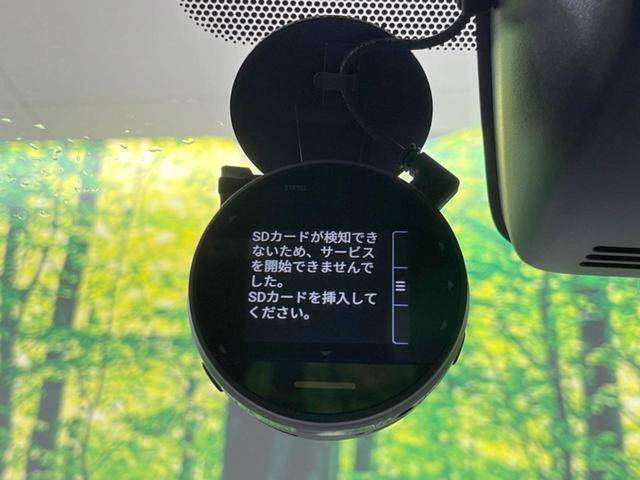 SDカードが検知でき
ないため、サービス
を開始できませんで
した。
SDカードを挿入して
ください。